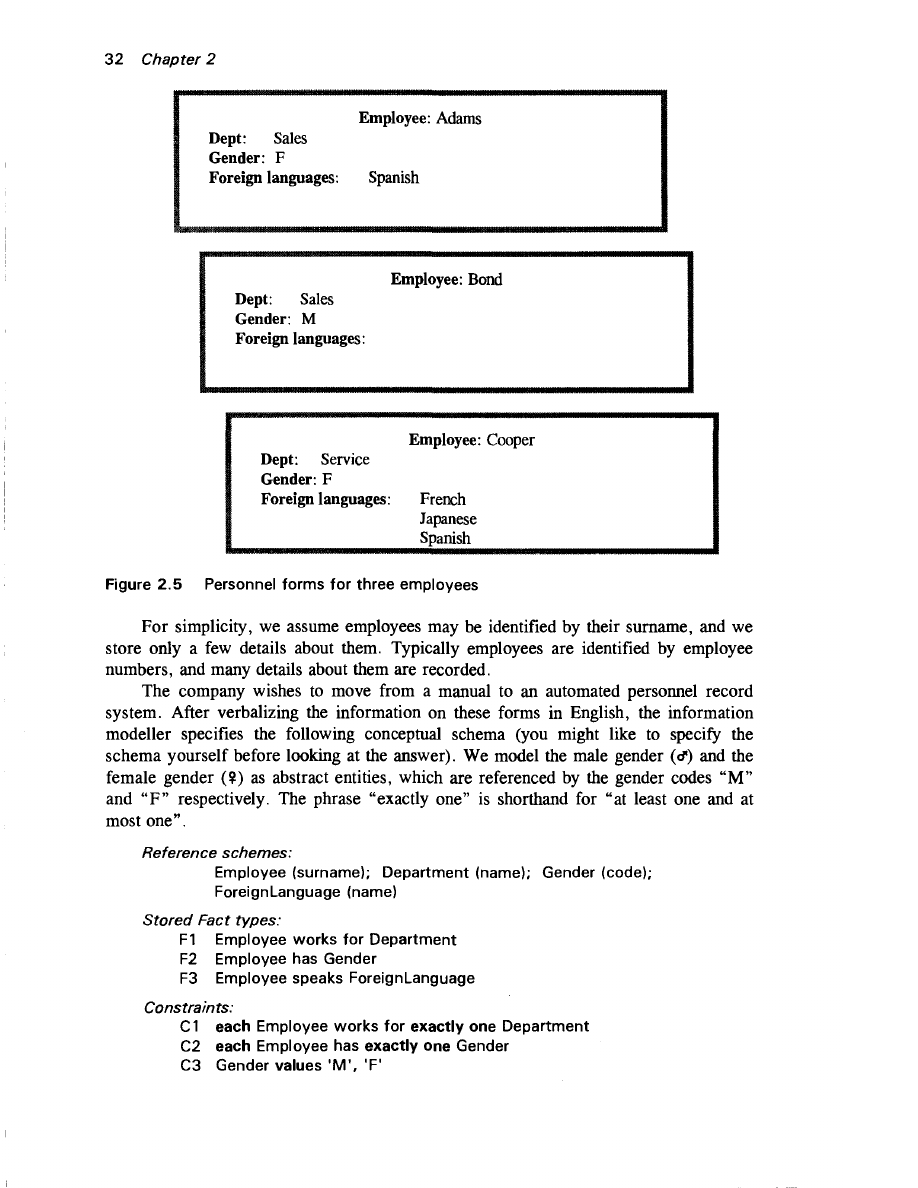 32 Chapter 2
Employee: Adams
Dept: Sales
Gender: F
Foreign languages: Spanish
Employee: Bond
Dept: Sales
Gender: M
Foreign languages:
Employee: Cooper
Dept: Service
Gender: F
Foreign languages: French
Japanese
Spanish
Figure 2.5 Personnel forms for three employees
For simplicity, we assume employees may be identified by their surname, and we
store only a few details about them. Typically employees are identified by employee
numbers, and many details about them are recorded.
The company wishes to move from a manual to an automated personnel record
system. After verbalizing the information on these forms in English, the information
modeller specifies the following conceptual schema (you might like to specify the
schema yourself before looking at the answer). We model the male gender (♂) and the
female gender (♀) as abstract entities, which are referenced by the gender codes “M”
and “F” respectively. The phrase “exactly one” is shorthand for “at least one and at
most one”.
Reference schemes:
Employee (surname); Department (name); Gender (code);
ForeignLanguage (name)
Stored Fact types:
F1 Employee works for Department
F2 Employee has Gender
F3 Employee speaks ForeignLanguage
Constraints:
C1 each Employee works for exactly one Department
C2 each Employee has exactly one Gender
C3 Gender values 'M', 'F'